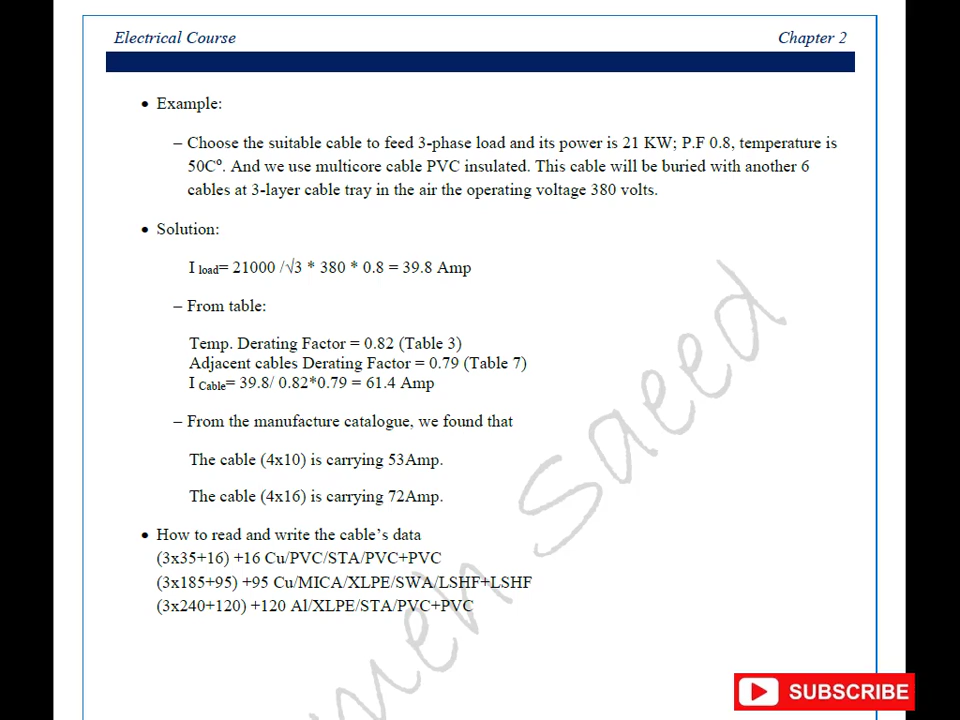 Electrical Course Chapter 2
• Example:
– Choose the suitable cable to feed 3-phase load and its power is 21 KW; P.F 0.8, temperature is
50Cº. And we use multicore cable PVC insulated. This cable will be buried with another 6
cables at 3-layer cable tray in the air the operating voltage 380 volts.
• Solution:
I load= 21000 /√3 * 380 * 0.8 = 39.8 Amp
– From table:
Temp. Derating Factor = 0.82 (Table 3)
Adjacent cables Derating Factor = 0.79 (Table 7)
I Cable= 39.8/ 0.82*0.79 = 61.4 Amp
– From the manufacture catalogue, we found that
The cable (4x10) is carrying 53Amp.
The cable (4x16) is carrying 72Amp.
• How to read and write the cable’s data
(3x35+16) +16 Cu/PVC/STA/PVC+PVC
(3x185+95) +95 Cu/MICA/XLPE/SWA/LSHF+LSHF
(3x240+120) +120 Al/XLPE/STA/PVC+PVC
meh Saeed
SUBSCRIBE